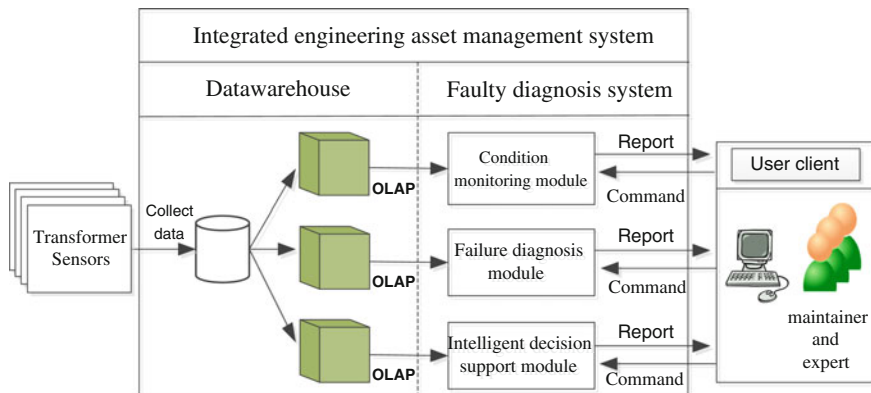 Integrated engineering asset management system
Datawarehouse
Faulty diagnosis system
Transformer
Sensors
Collect
data
OLAP
OLAP
OLAP
Condition
monitoring module
Failure diagnosis
module
Intelligent decision
support module
Report
Command
Report
Command
Report
Command
User client
maintainer
and
expert